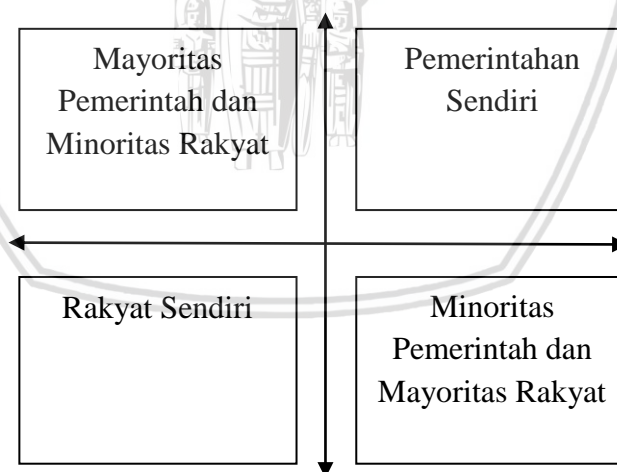 Mayoritas
Pemerintah dan
Minoritas Rakyat
Pemerintahan
Sendiri
Rakyat Sendiri
Minoritas
Pemerintah dan
Mayoritas Rakyat